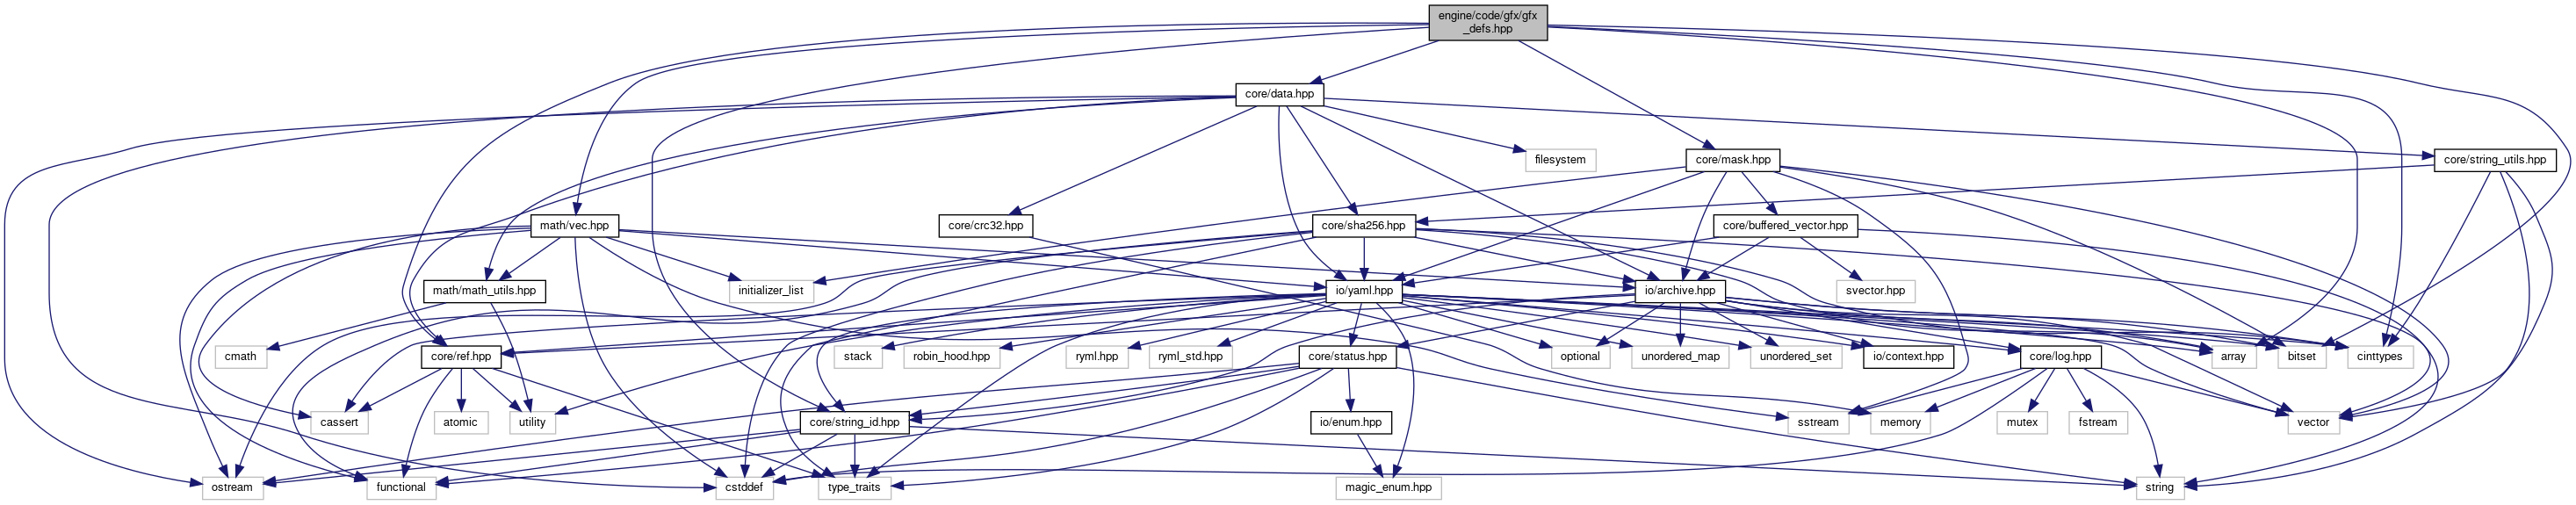 engine/code/gfx/gfx
_defs.hpp
core/data.hpp
filesystem
core/mask.hpp
core/string_utils.hpp
math/vec.hpp
core/crc32.hpp
core/sha256.hpp
core/buffered_vector.hpp
math/math_utils.hpp
initializer_list
io/yaml.hpp
io/archive.hpp
svector.hpp
cmath
core/ref.hpp
stack
robin_hood.hpp
ryml.hpp
ryml_std.hpp
core/status.hpp
optional
unordered_map
unordered_set
io/context.hpp
core/log.hpp
array
bitset
cinttypes
cassert
atomic
utility
core/string_id.hpp
io/enum.hpp
sstream
memory
mutex
fstream
vector
ostream
functional
cstddef
type_traits
magic_enum.hpp
string